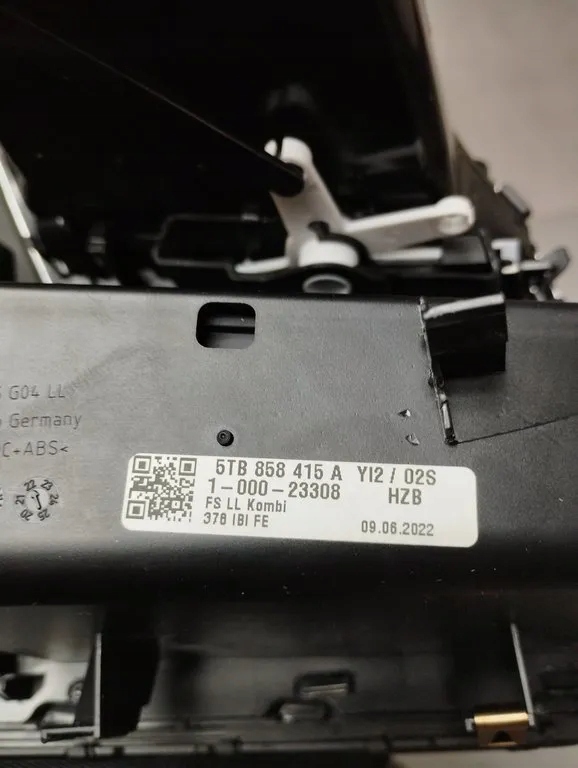 G04 LL
Germany
C+ABS<
5TB 858 415 A YI2 / 02S
1-000-23308 HZB
FS LL Kombi
376 IBI FE 09.06.2022